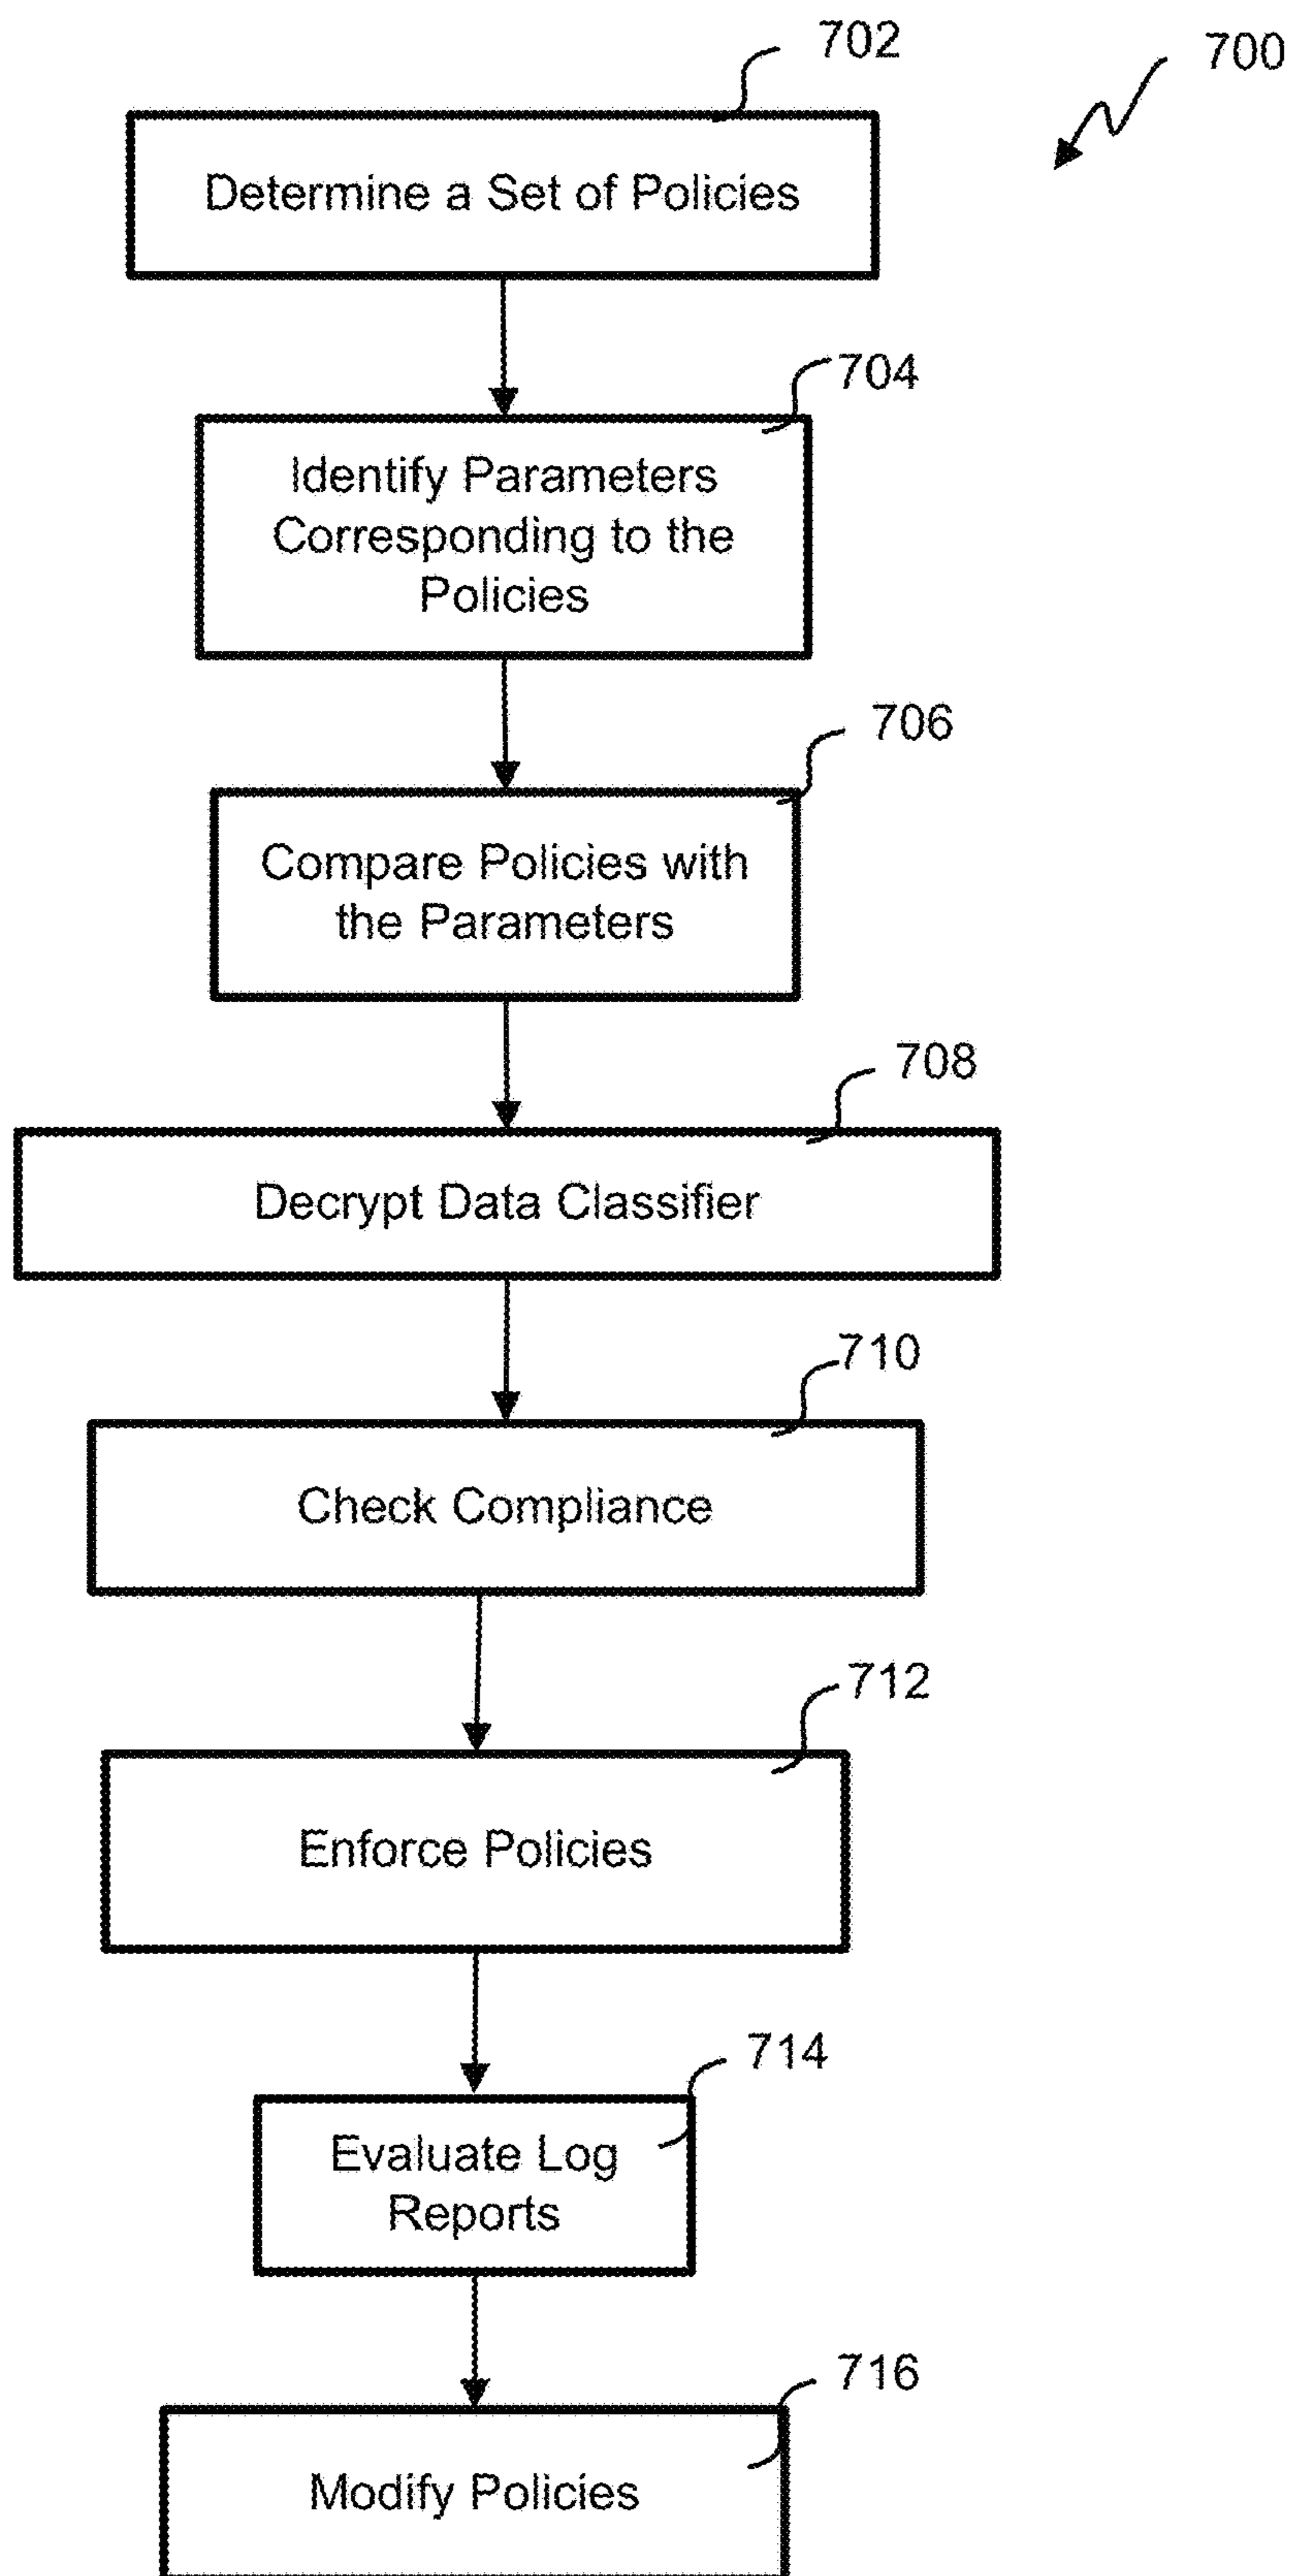 702
700
Determine a Set of Policies
704
Identify Parameters
Corresponding to the
Policies
706
Compare Policies with
the Parameters
708
Decrypt Data Classifier
710
Check Compliance
712
Enforce Policies
714
Evaluate Log
Reports
716
Modify Policies